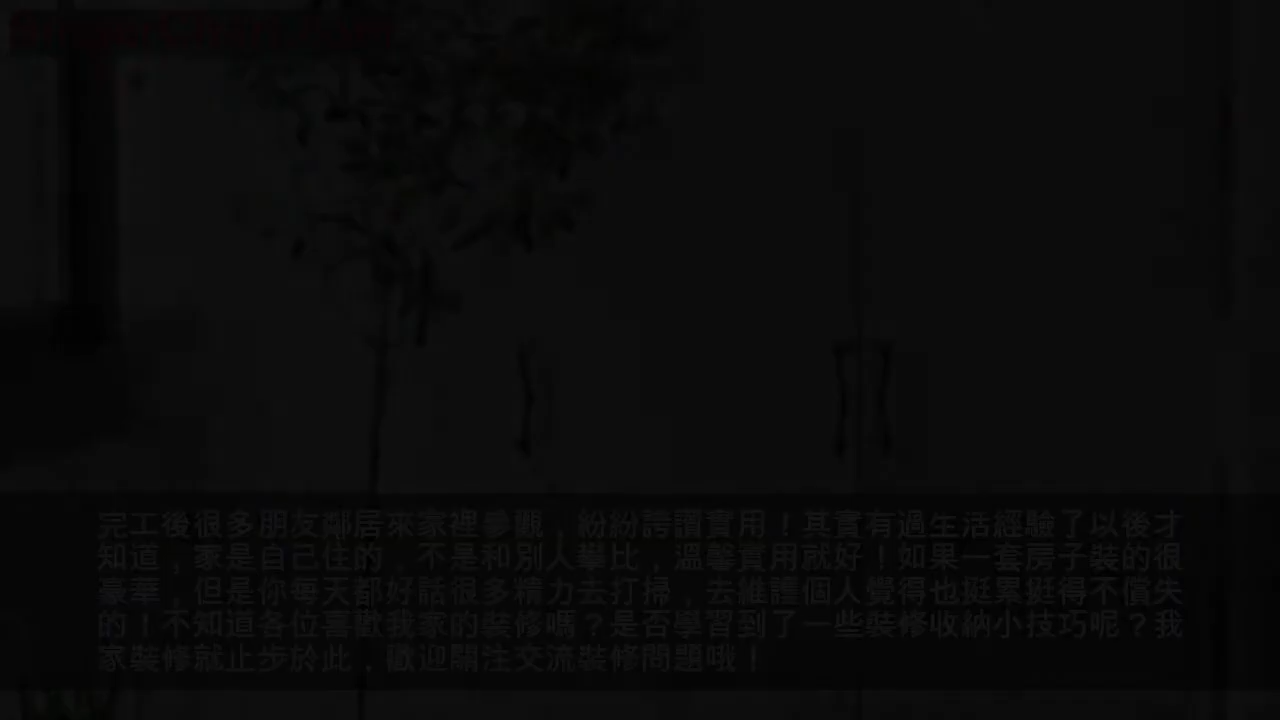 完工後很多朋友鄰居來家裡參觀，紛紛誇讚實用！其實有過生活經驗了以後才
知道，家是自己住的，不是和別人攀比，溫馨實用就好！如果一套房子裝的很
豪華，但是你每天都好話很多精力去打掃，去維護個人覺得也挺累挺得不償失
的！不知道各位喜歡我家的裝修嗎？是否學習到了一些裝修收納小技巧呢？我
家裝修就止步於此，歡迎關注交流裝修問題哦！